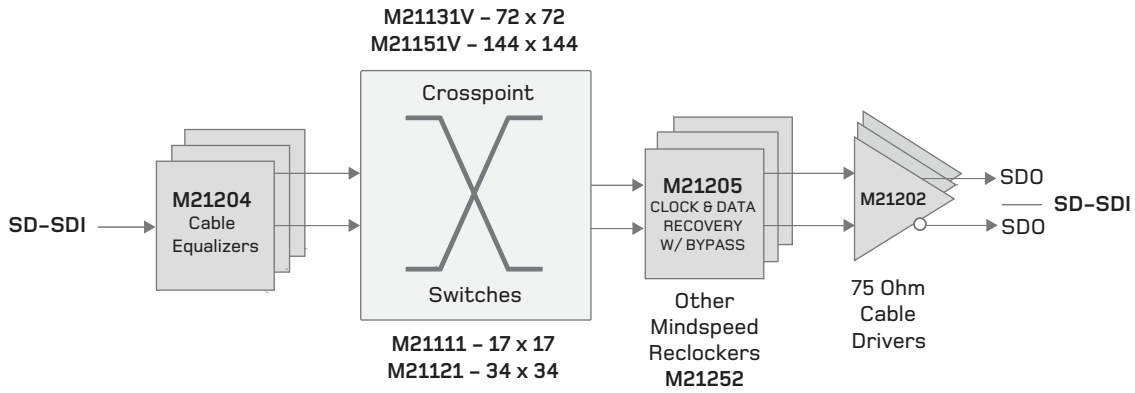 M21131V – 72 x 72
M21151V – 144 x 144
Crosspoint
Switches
M21111 – 17 x 17
M21121 – 34 x 34
SD-SDI
M21204
Cable
Equalizers
M21205
CLOCK & DATA
RECOVERY
W/ BYPASS
Other
Mindspeed
Reclockers
M21252
M21202
75 Ohm
Cable
Drivers
SDO
SD-SDI
SDO